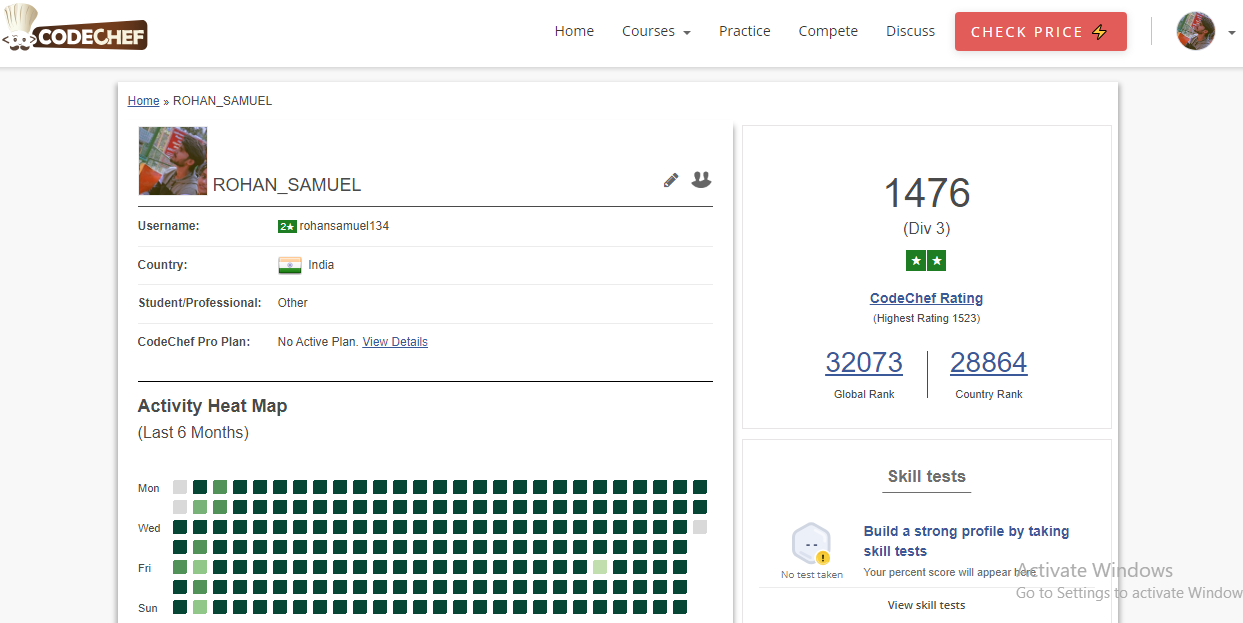 CODECHEF
Home Courses Practice Compete Discuss CHECK PRICE
Home » ROHAN_SAMUEL
ROHAN_SAMUEL
Username: 2★ rohansamuel134
Country: India
Student/Professional: Other
CodeChef Pro Plan: No Active Plan. View Details
Activity Heat Map
(Last 6 Months)
Mon
Wed
Fri
Sun
1476
(Div 3)
★ ★
CodeChef Rating
(Highest Rating 1523)
32073 28864
Global Rank Country Rank
Skill tests
Build a strong profile by taking
skill tests
No test taken
Your percent score will appear here
View skill tests
Activate Windows
Go to Settings to activate Window